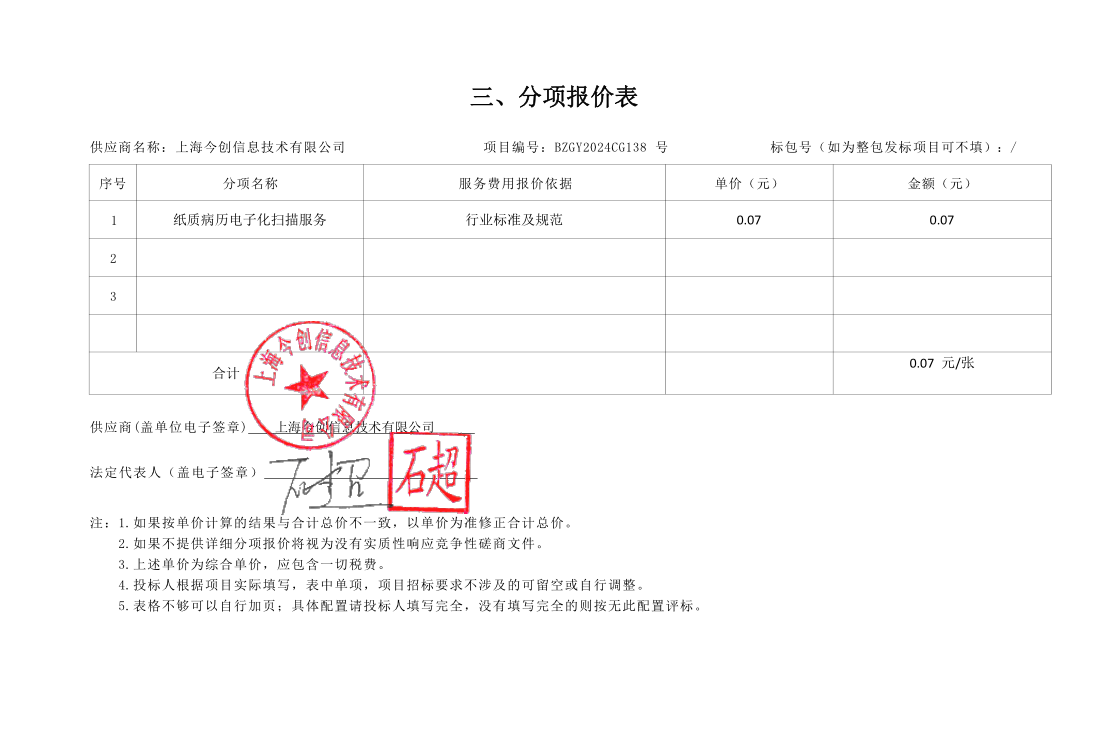 三、分项报价表
供应商名称：上海今创信息技术有限公司 项目编号：BZGY2024CG138 号 标包号（如为整包发标项目可不填）：/
序号 分项名称 服务费用报价依据 单价（元） 金额（元）
1 纸质病历电子化扫描服务 行业标准及规范 0.07 0.07
2
3
合计 0.07 元/张
上海今创信息技术有限公司
供应商(盖单位电子签章) 上海今创信息技术有限公司
法定代表人（盖电子签章） 石超 石超
注：1.如果按单价计算的结果与合计总价不一致，以单价为准修正合计总价。
2.如果不提供详细分项报价将视为没有实质性响应竞争性磋商文件。
3.上述单价为综合单价，应包含一切税费。
4.投标人根据项目实际填写，表中单项，项目招标要求不涉及的可留空或自行调整。
5.表格不够可以自行加页；具体配置请投标人填写完全，没有填写完全的则按无此配置评标。